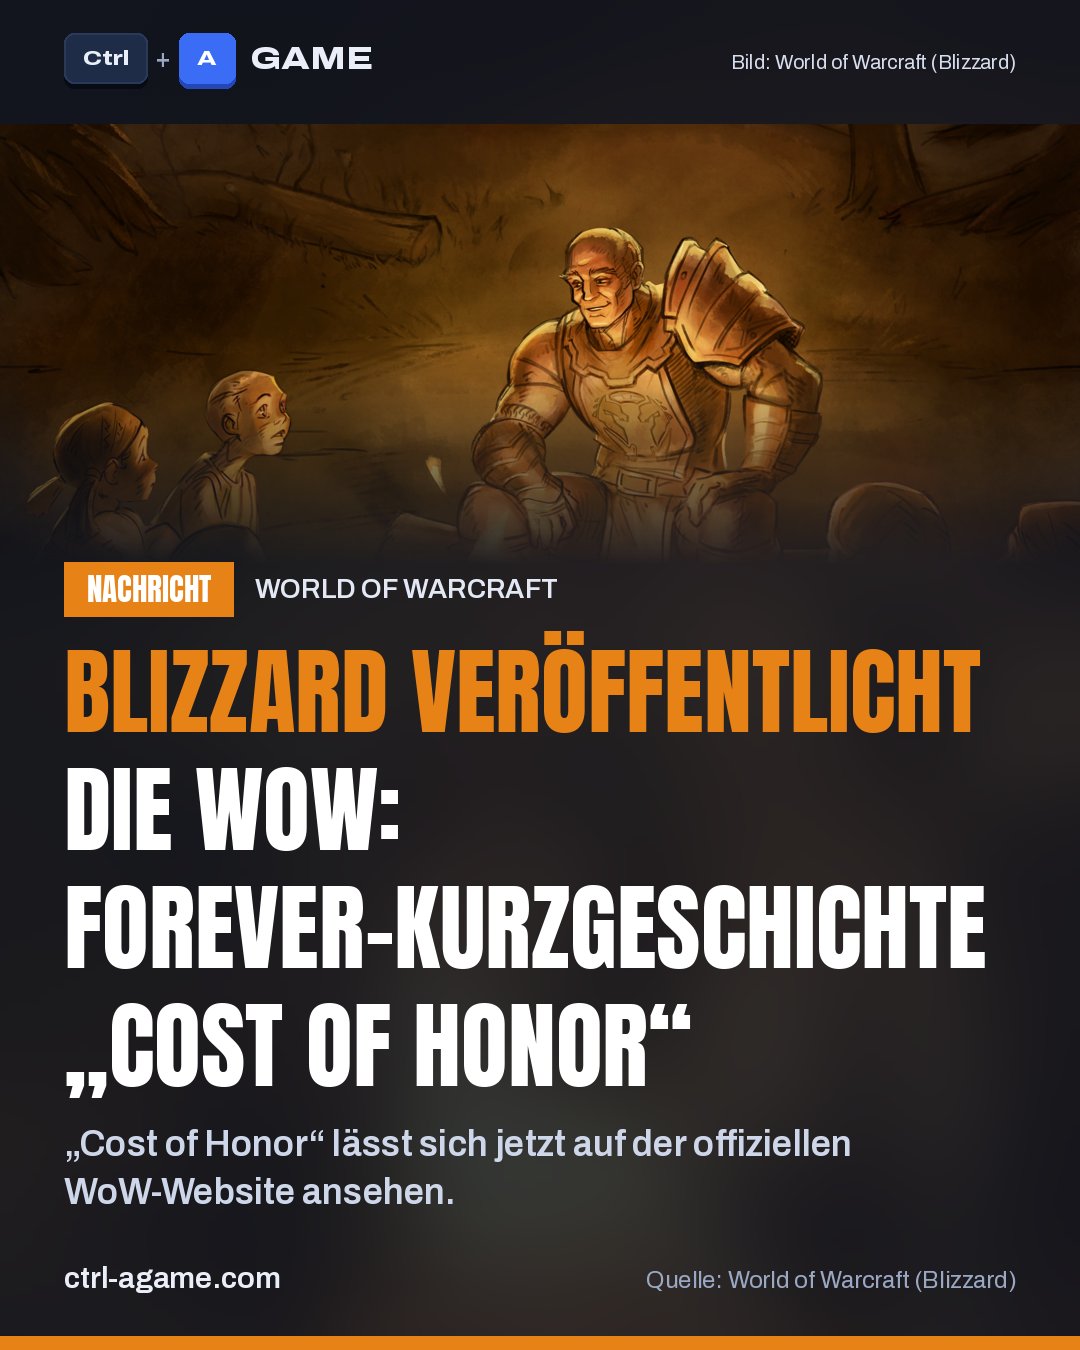 Ctrl + A GAME
Bild: World of Warcraft (Blizzard)
NACHRICHT WORLD OF WARCRAFT
BLIZZARD VERÖFFENTLICHT
DIE WOW:
FOREVER-KURZGESCHICHTE
„COST OF HONOR“
„Cost of Honor“ lässt sich jetzt auf der offiziellen
WoW-Website ansehen.
ctrl-agame.com
Quelle: World of Warcraft (Blizzard)